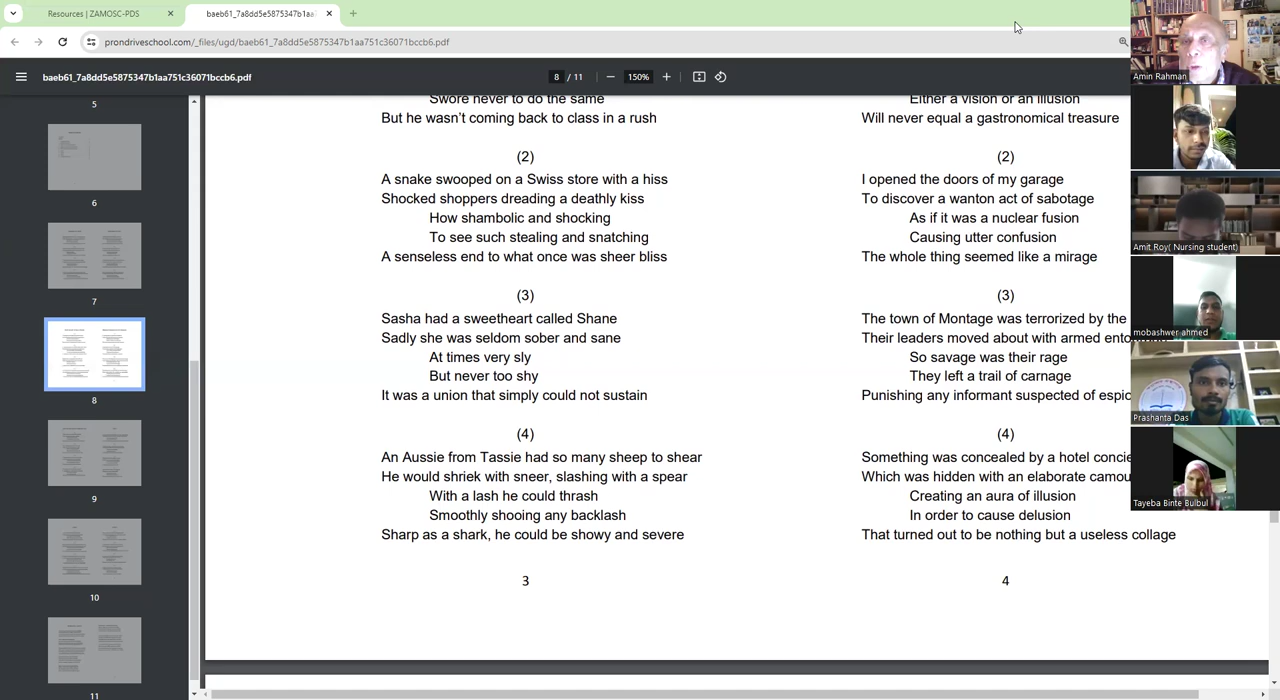 Resources | ZAMOSC-PDS
baeb61_7a8dd5e5875347b1aa
prondriveschool.com/_files/ugd/baeb61_7a8dd5e5875347b1aa751c36071bccb6.pdf
baeb61_7a8dd5e5875347b1aa751c36071bccb6.pdf
8 / 11
150%
5
6
7
8
9
10
11
Swore never to do the same
But he wasn't coming back to class in a rush
(2)
A snake swooped on a Swiss store with a hiss
Shocked shoppers dreading a deathly kiss
How shambolic and shocking
To see such stealing and snatching
A senseless end to what once was sheer bliss
(3)
Sasha had a sweetheart called Shane
Sadly she was seldom sober and sane
At times very sly
But never too shy
It was a union that simply could not sustain
(4)
An Aussie from Tassie had so many sheep to shear
He would shriek with sneer, slashing with a spear
With a lash he could thrash
Smoothly averting any backlash
Sharp as a shark, he could be showy and severe
3
Either a vision or an illusion
Will never equal a gastronomical treasure
(2)
I opened the doors of my garage
To discover a wanton act of sabotage
As if it was a nuclear fusion
Causing utter confusion
The whole thing seemed like a mirage
(3)
The town of Montage was terrorized by the
Their leaders moved about with armed
So savage was their rage
They left a trail of carnage
Punishing any informant suspected of
(4)
Something was concealed by a hotel
Which was hidden with an elaborate
Creating an aura of illusion
In order to cause delusion
That turned out to be nothing but a useless collage
4
Amin Rahman
Amit Roy( Nursing student)
mobashwer ahmed
Prashanta Das
Tayeba Binte Bulbul